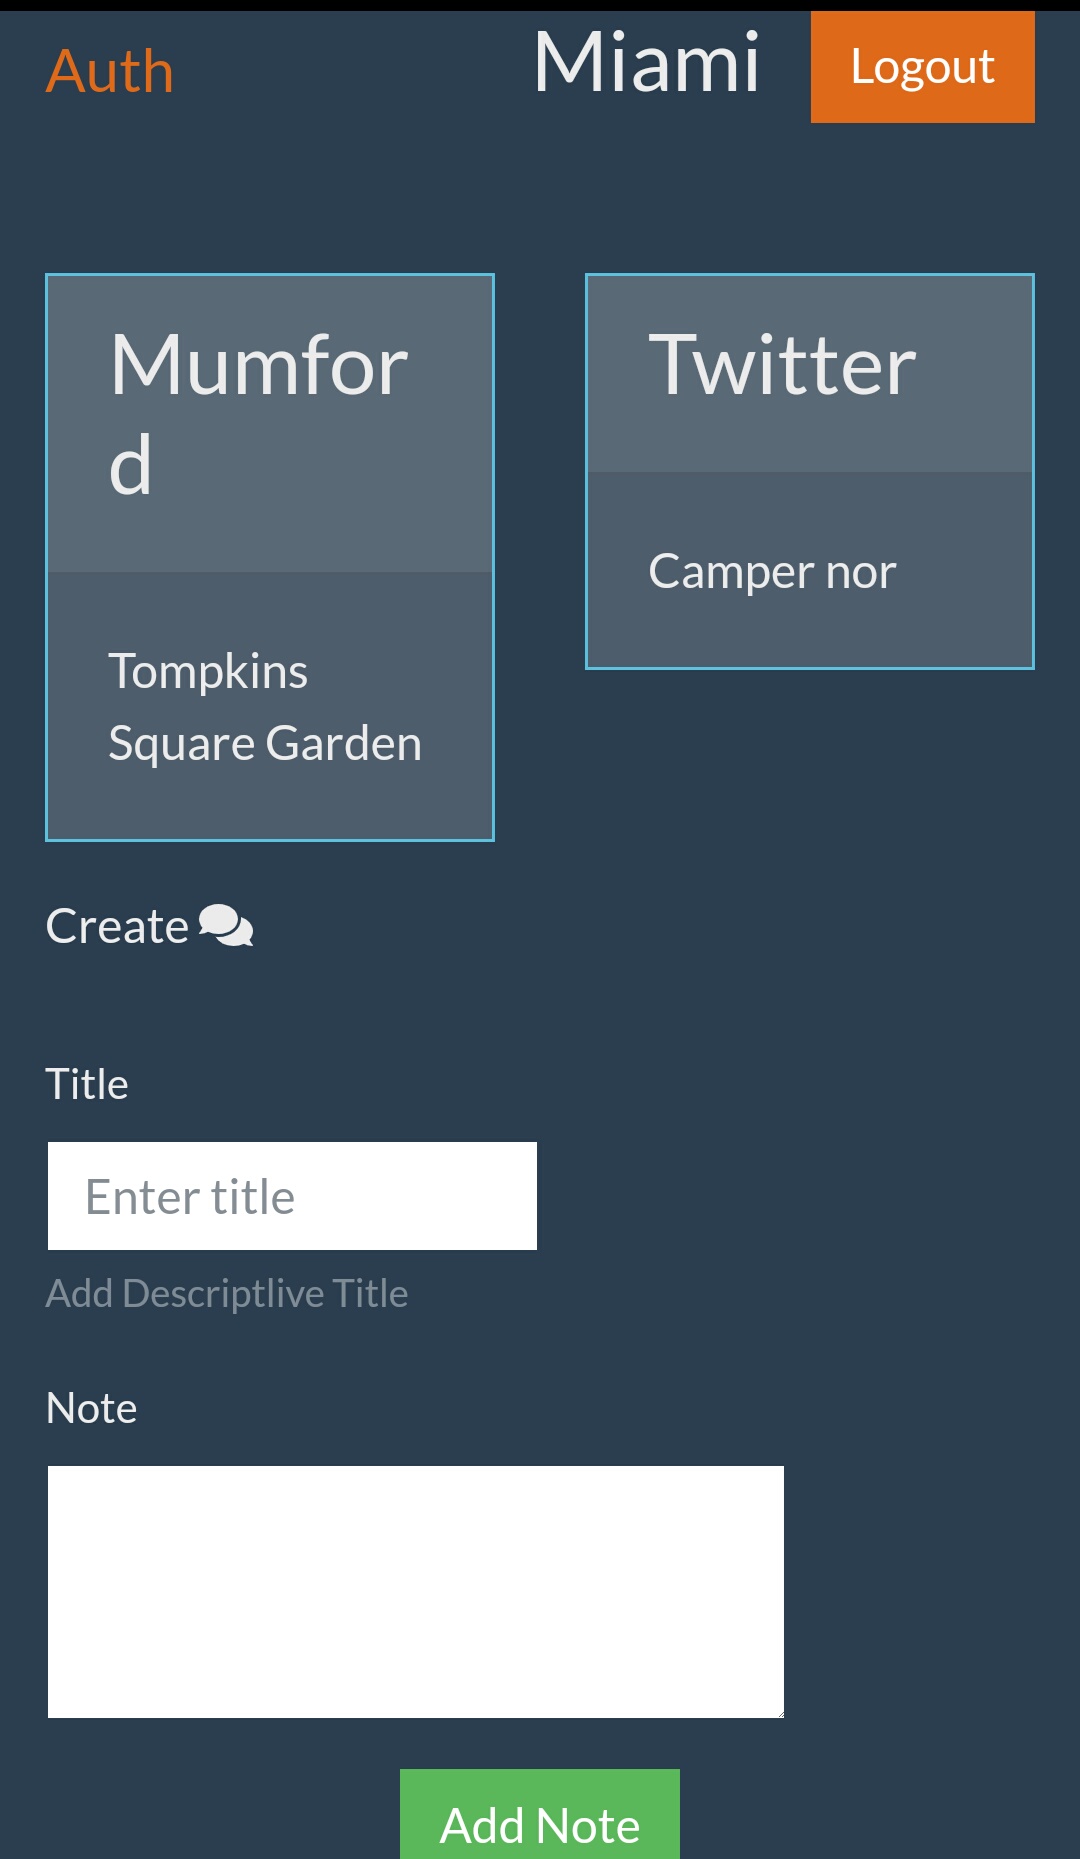 Auth
Miami
Logout
Mumfor
d
Tompkins
Square Garden
Twitter
Camper nor
Create
Title
Enter title
Add Descriptlive Title
Note
Add Note